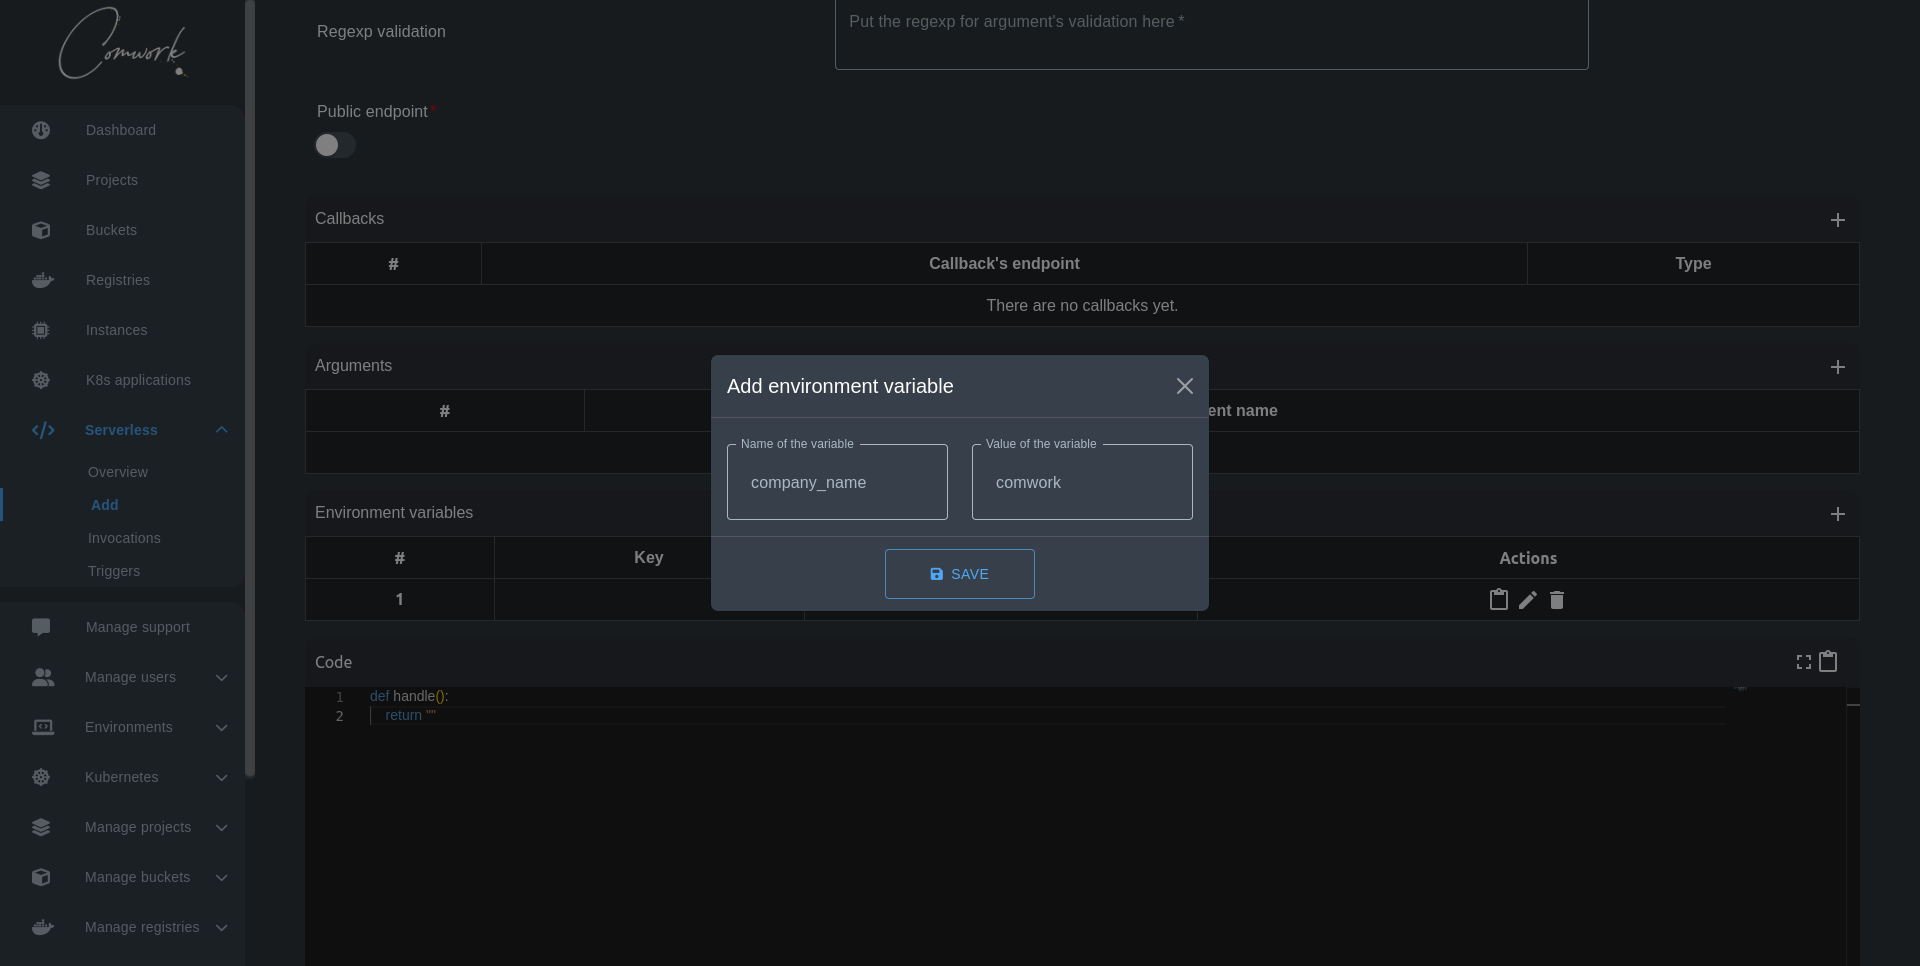 Comwork
Dashboard
Projects
Buckets
Registries
Instances
K8s applications
Serverless
Overview
Add
Invocations
Triggers
Manage support
Manage users
Environments
Kubernetes
Manage projects
Manage buckets
Manage registries
Regexp validation
Put the regexp for argument's validation here *
Public endpoint *
Callbacks
# Callback's endpoint Type
There are no callbacks yet.
Arguments
# ent name
Environment variables
# Key Actions
1
Add environment variable
Name of the variable Value of the variable
company_name comwork
SAVE
Code
1 def handle():
2 return ""